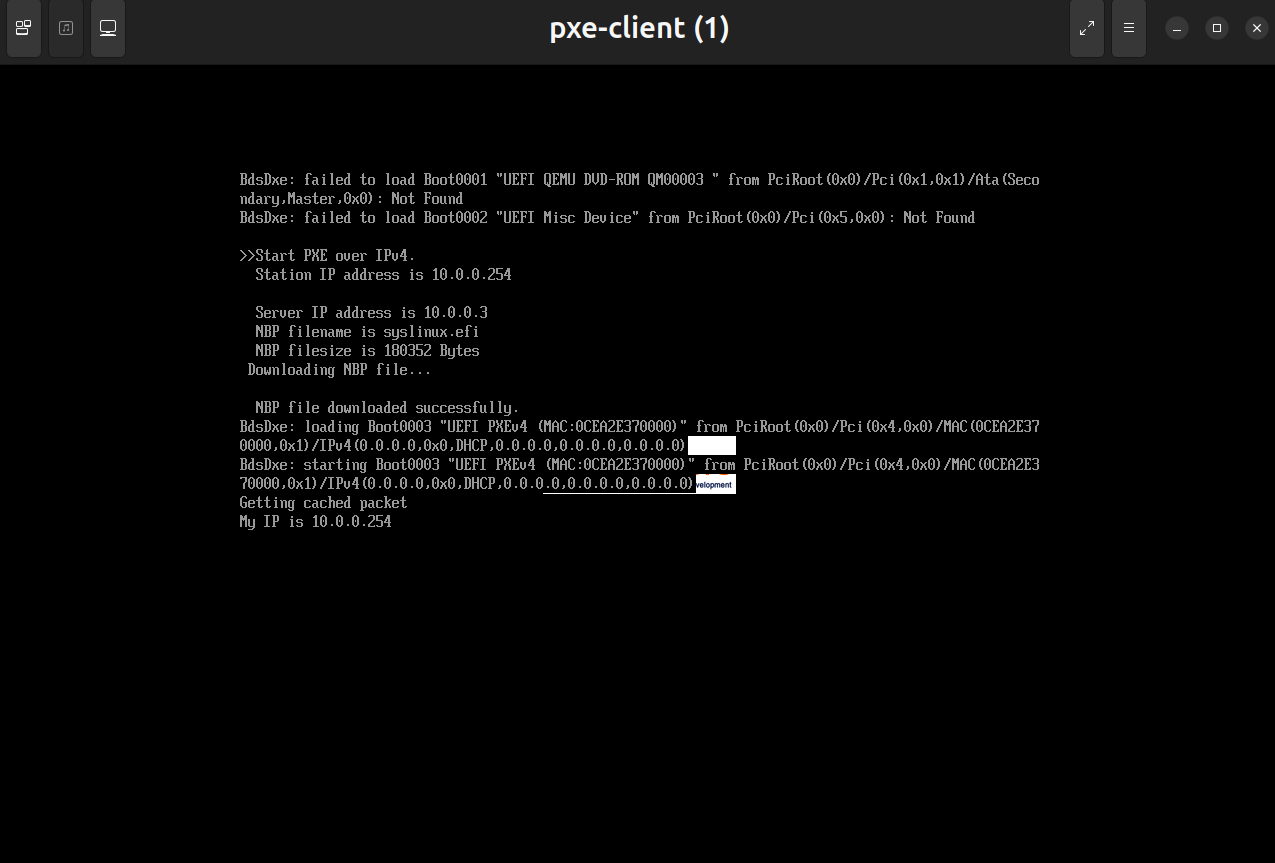 pxe-client (1)
BdsDxe: failed to load Boot0001 "UEFI QEMU DVD-ROM QM00003 " from PciRoot(0x0)/Pci(0x1,0x1)/Ata(Seco
ndary,Master,0x0): Not Found
BdsDxe: failed to load Boot0002 "UEFI Misc Device" from PciRoot(0x0)/Pci(0x5,0x0): Not Found
>>Start PXE over IPv4.
Station IP address is 10.0.0.254
Server IP address is 10.0.0.3
NBP filename is syslinux.efi
NBP filesize is 180352 Bytes
Downloading NBP file...
NBP file downloaded successfully.
BdsDxe: loading Boot0003 "UEFI PXEv4 (MAC:0CEA2E370000)" from PciRoot(0x0)/Pci(0x4,0x0)/MAC(0CEA2E37
0000,0x1)/IPv4(0.0.0.0,0x0,DHCP,0.0.0.0,0.0.0.0,0.0.0.0)
BdsDxe: starting Boot0003 "UEFI PXEv4 (MAC:0CEA2E370000)" from PciRoot(0x0)/Pci(0x4,0x0)/MAC(0CEA2E3
70000,0x1)/IPv4(0.0.0.0,0x0,DHCP,0.0.0.0,0.0.0.0,0.0.0.0) velopment
Getting cached packet
My IP is 10.0.0.254